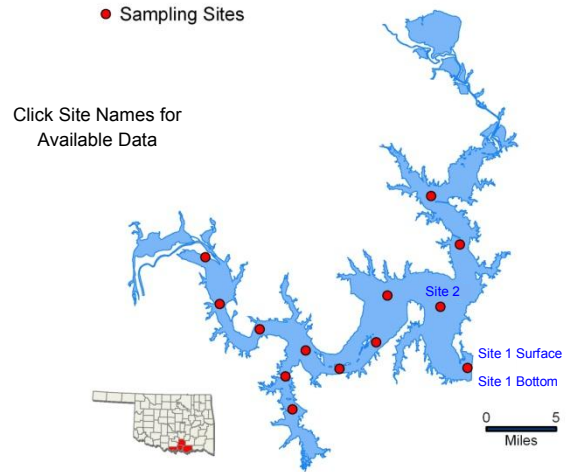 Sampling Sites
Click Site Names for
Available Data
Site 2
Site 1 Surface
Site 1 Bottom
0 5
Miles